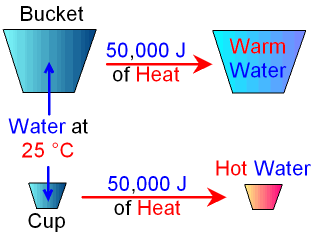 Bucket
50,000 J
of Heat
Warm
Water
Water at
25 °C
Hot Water
50,000 J
of Heat
Cup